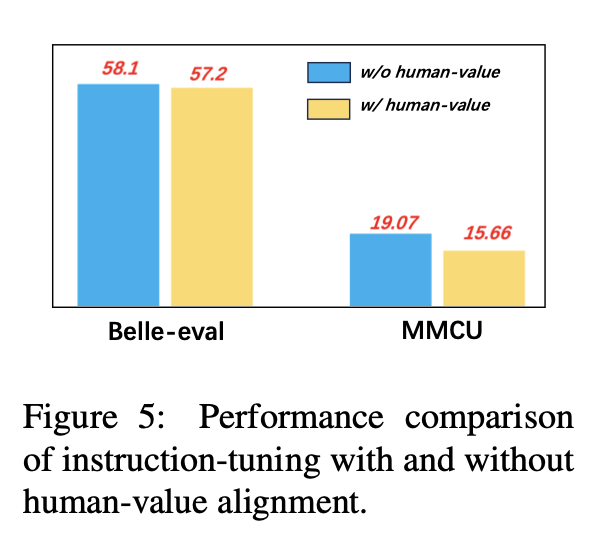 58.1
57.2
w/o human-value
w/ human-value
19.07
15.66
Belle-eval
MMCU
Figure 5: Performance comparison
of instruction-tuning with and without
human-value alignment.